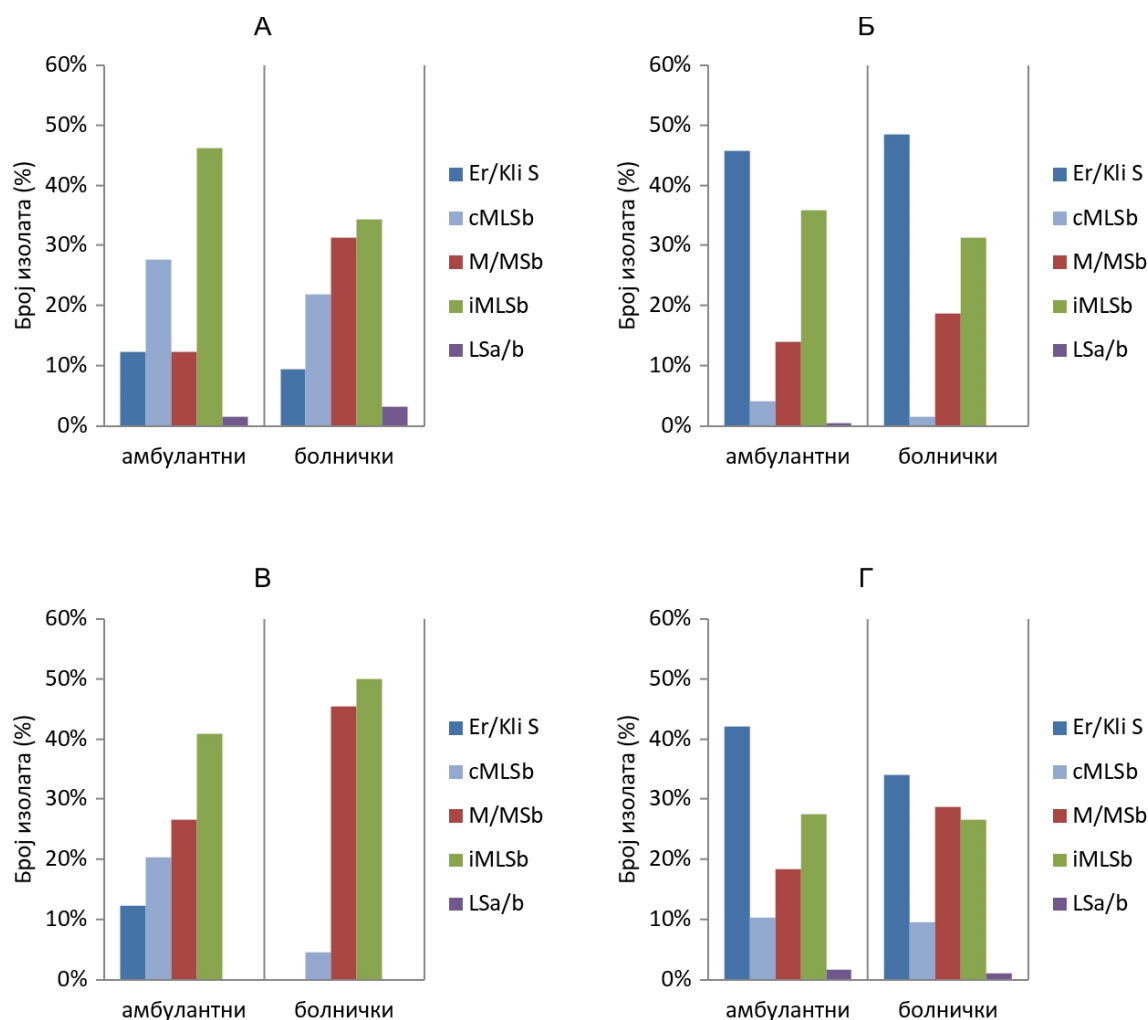 А
Број изолата (%)
60%
50%
40%
30%
20%
10%
0%
амбулантни
болнички
Er/Kli S
cMLSb
M/MSb
iMLSb
LSa/b
Б
Број изолата (%)
60%
50%
40%
30%
20%
10%
0%
амбулантни
болнички
Er/Kli S
cMLSb
M/MSb
iMLSb
LSa/b
В
Број изолата (%)
60%
50%
40%
30%
20%
10%
0%
амбулантни
болнички
Er/Kli S
cMLSb
M/MSb
iMLSb
LSa/b
Г
Број изолата (%)
60%
50%
40%
30%
20%
10%
0%
амбулантни
болнички
Er/Kli S
cMLSb
M/MSb
iMLSb
LSa/b